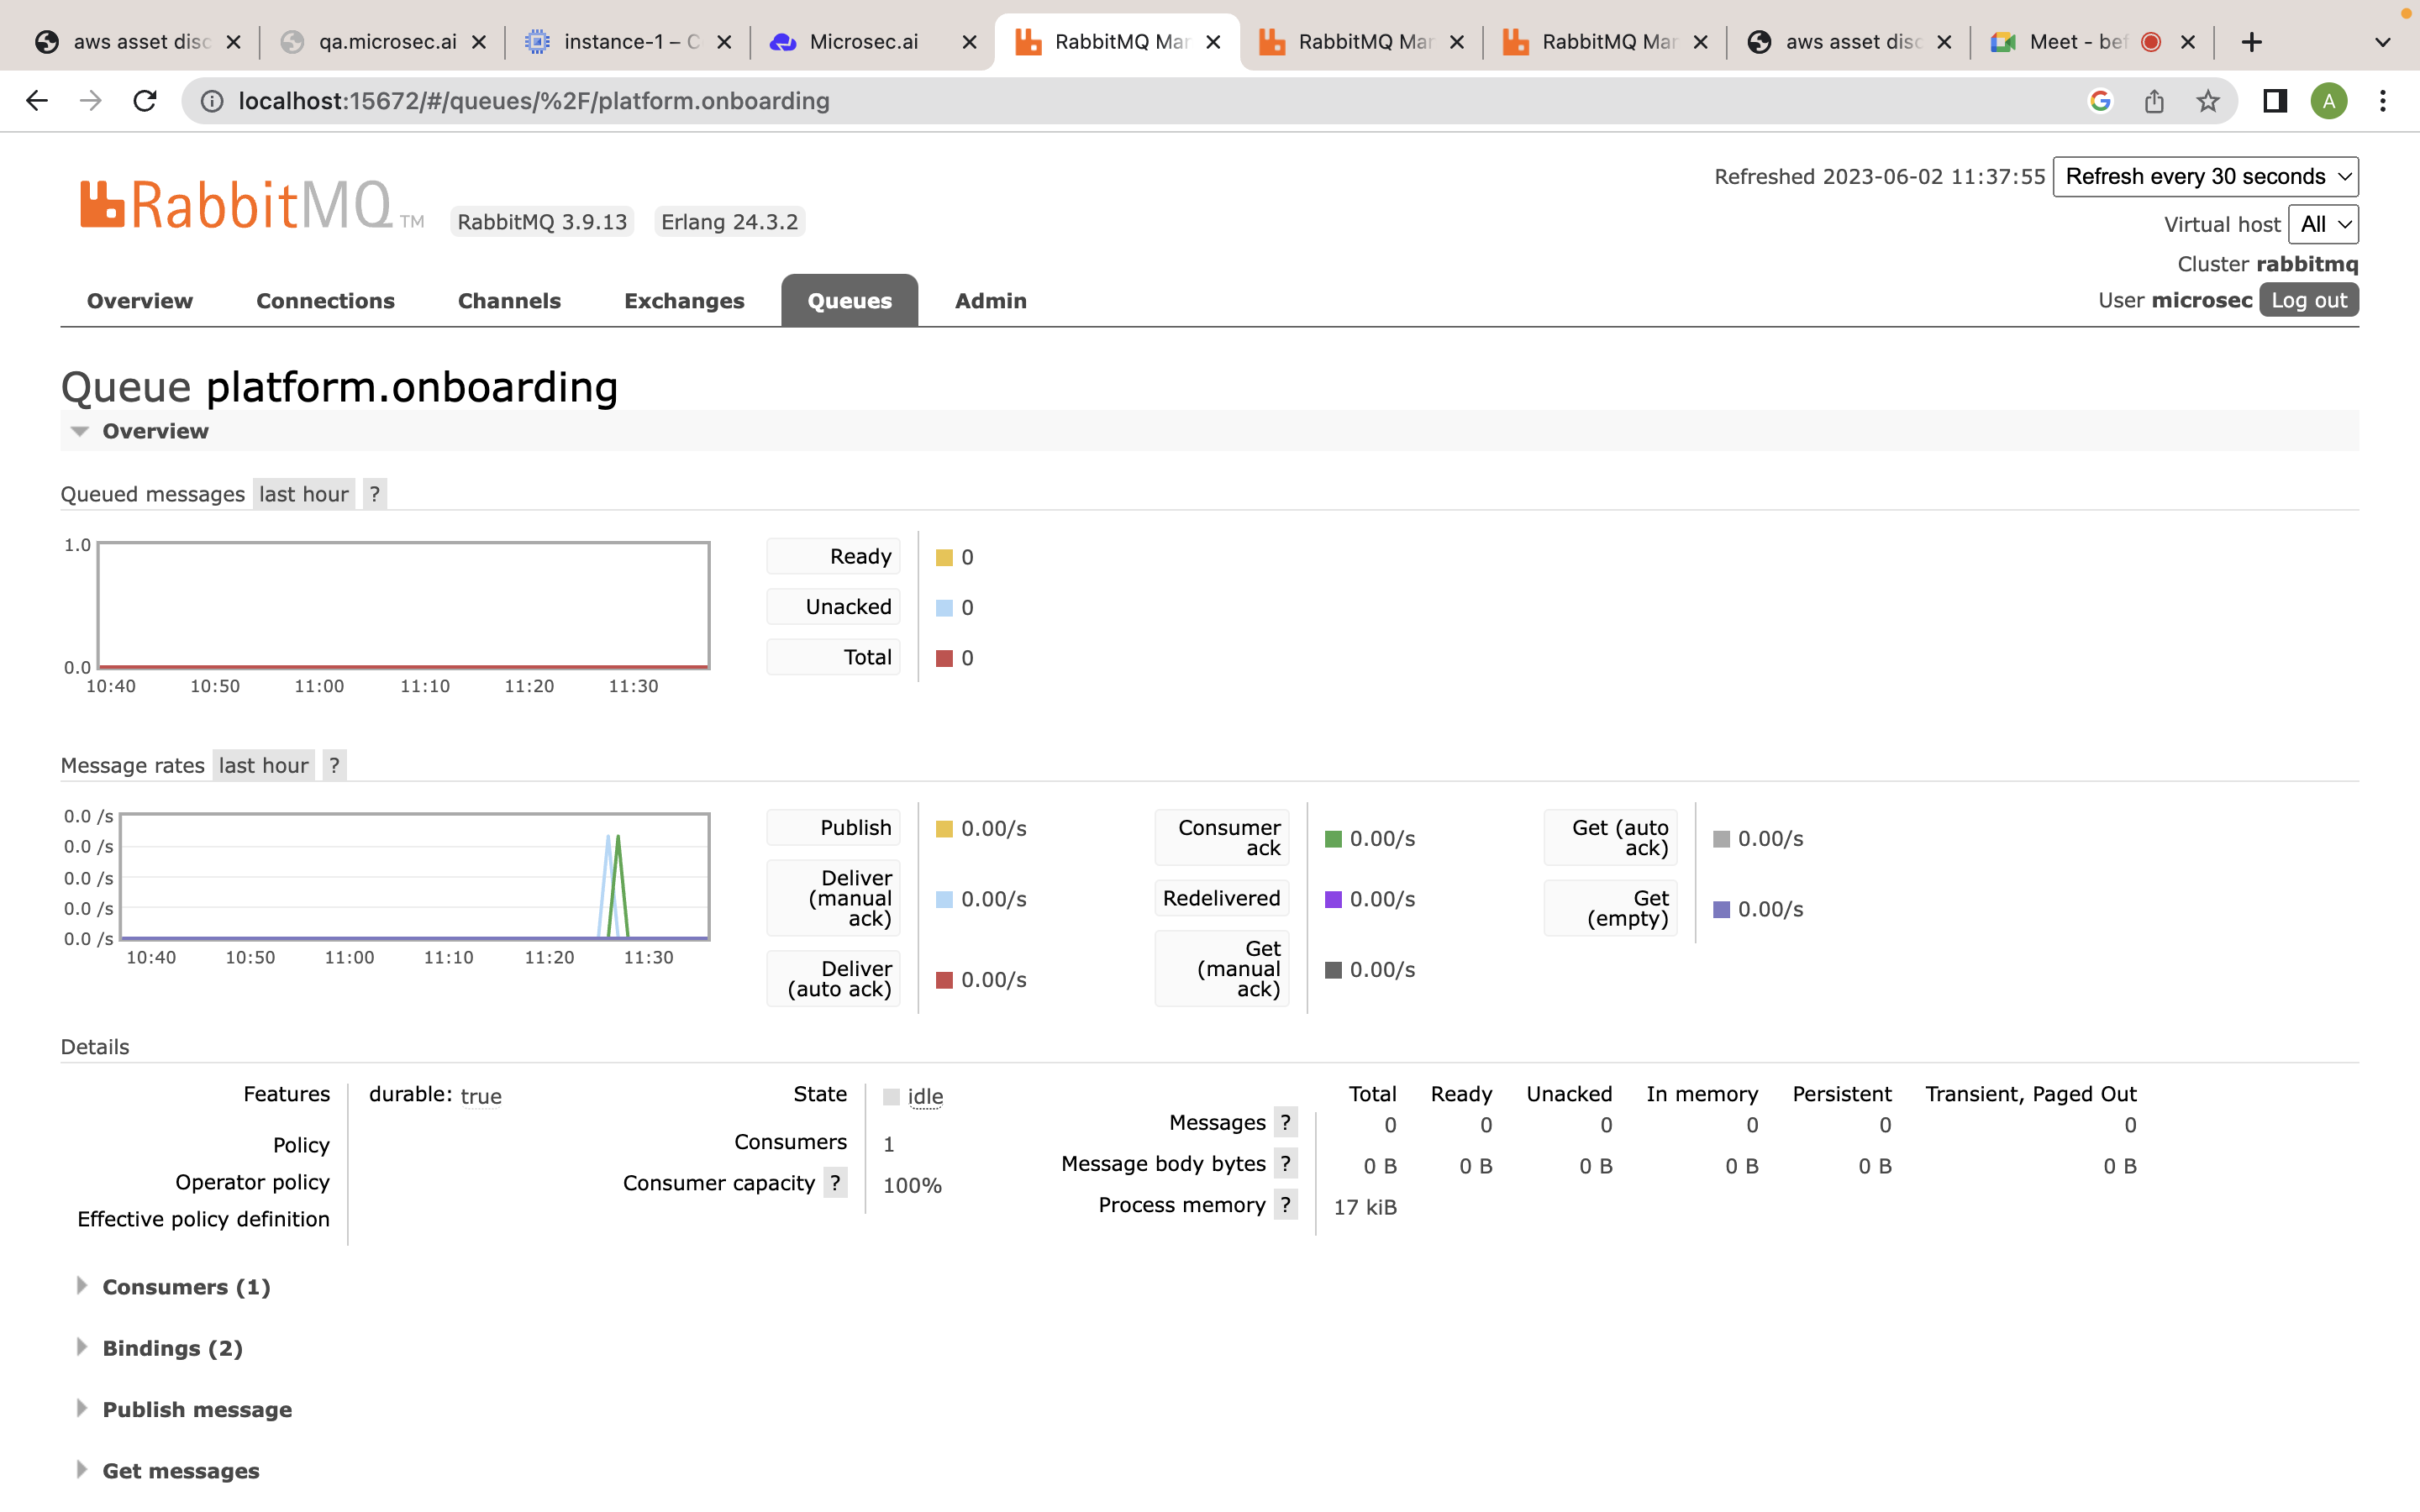 aws asset disc
qa.microsec.ai
instance-1 – C
Microsec.ai
RabbitMQ Mar
RabbitMQ Mar
RabbitMQ Mar
aws asset disc
Meet - bef
localhost:15672/#/queues/%2F/platform.onboarding
A
Refreshed 2023-06-02 11:37:55 Refresh every 30 seconds
RabbitMQ TM RabbitMQ 3.9.13 Erlang 24.3.2
Virtual host All
Cluster rabbitmq
User microsec Log out
Overview Connections Channels Exchanges Queues Admin
Queue platform.onboarding
Overview
Queued messages last hour ?
1.0
0.0
10:40 10:50 11:00 11:10 11:20 11:30
Ready 0
Unacked 0
Total 0
Message rates last hour ?
0.0 /s
0.0 /s
0.0 /s
0.0 /s
0.0 /s
10:40 10:50 11:00 11:10 11:20 11:30
Publish 0.00/s
Deliver
(manual
ack)
0.00/s
Deliver
(auto ack)
0.00/s
Consumer
ack
0.00/s
Redelivered 0.00/s
Get
(manual
ack)
0.00/s
Get (auto
ack)
0.00/s
Get
(empty)
0.00/s
Details
Features durable: true
Policy
Operator policy
Effective policy definition
State idle
Consumers 1
Consumer capacity ? 100%
Total Ready Unacked In memory Persistent Transient, Paged Out
Messages ? 0 0 0 0 0 0
Message body bytes ? 0 B 0 B 0 B 0 B 0 B 0 B
Process memory ? 17 kiB
Consumers (1)
Bindings (2)
Publish message
Get messages